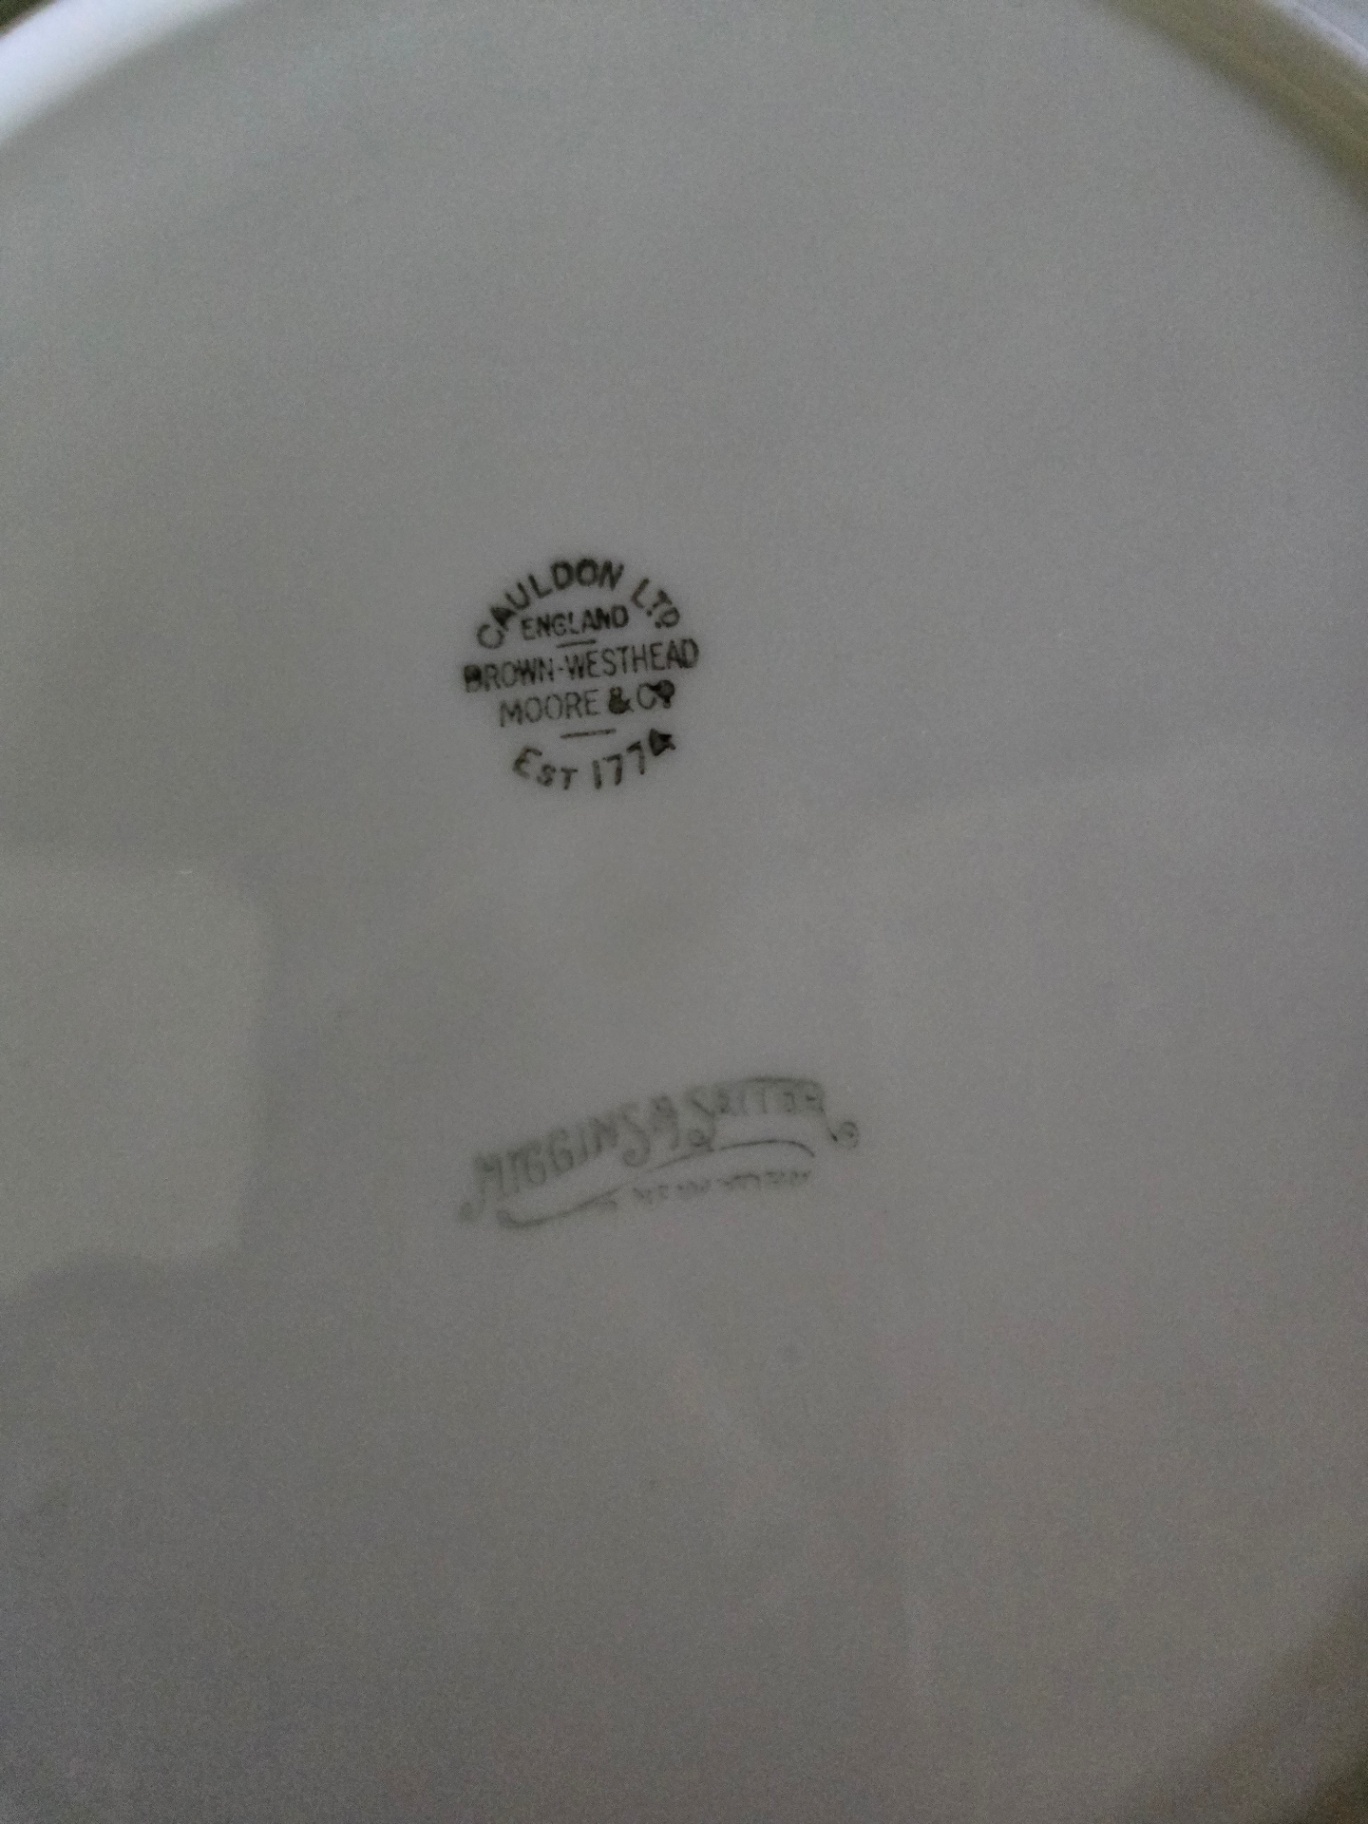 CAULDON LTD
ENGLAND
BROWN-WESTHEAD
MOORE & Co
EST 1774
HIGGINS & SEITER